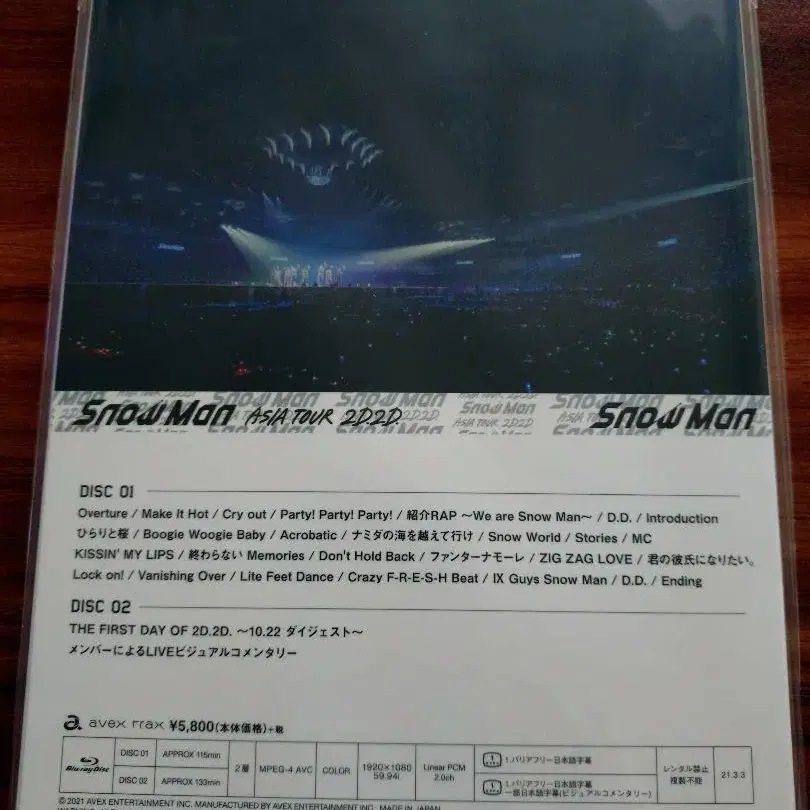 Snow Man ASIA TOUR 2D.2D. Snow Man
DISC 01
Overture / Make It Hot / Cry out / Party! Party! Party! / 紹介RAP 〜We are Snow Man〜 / D.D. / Introduction
ひらりと桜 / Boogie Woogie Baby / Acrobatic / ナミダの海を越えて行け / Snow World / Stories / MC
KISSIN' MY LIPS / 終わらない Memories / Don't Hold Back / ファンターナモーレ / ZIG ZAG LOVE / 君の彼氏になりたい。
Lock on! / Vanishing Over / Lite Feet Dance / Crazy F-R-E-S-H Beat / IX Guys Snow Man / D.D. / Ending
DISC 02
THE FIRST DAY OF 2D.2D. 〜10.22 ダイジェスト〜
メンバーによるLIVEビジュアルコメンタリー
a. avex trax ¥5,800(本体価格)+税
Blu-ray Disc
DISC 01 APPROX 115min
DISC 02 APPROX 133min
2層
MPEG-4 AVC
COLOR
1920×1080
59.94i
Linear PCM
2.0ch
1.バリアフリー日本語字幕
1.バリアフリー日本語字幕
一部日本語字幕(ビジュアルコメンタリー)
レンタル禁止
複製不能
21.3.3
© 2021 AVEX ENTERTAINMENT INC. MANUFACTURED BY AVEX ENTERTAINMENT INC. MADE IN JAPAN